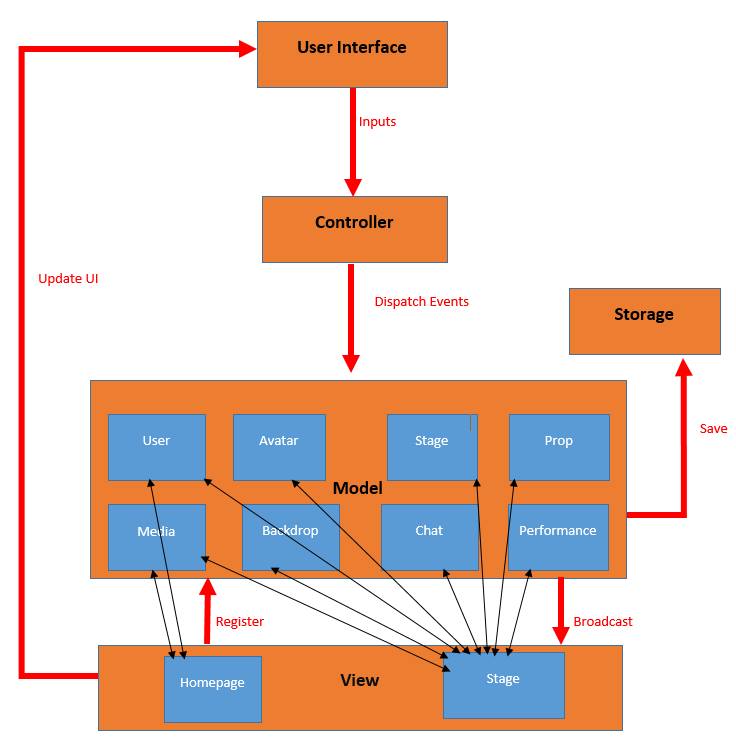 User Interface
Inputs
Controller
Update UI
Dispatch Events
Storage
Save
User
Avatar
Stage
Prop
Model
Media
Backdrop
Chat
Performance
Register
Broadcast
Homepage
View
Stage